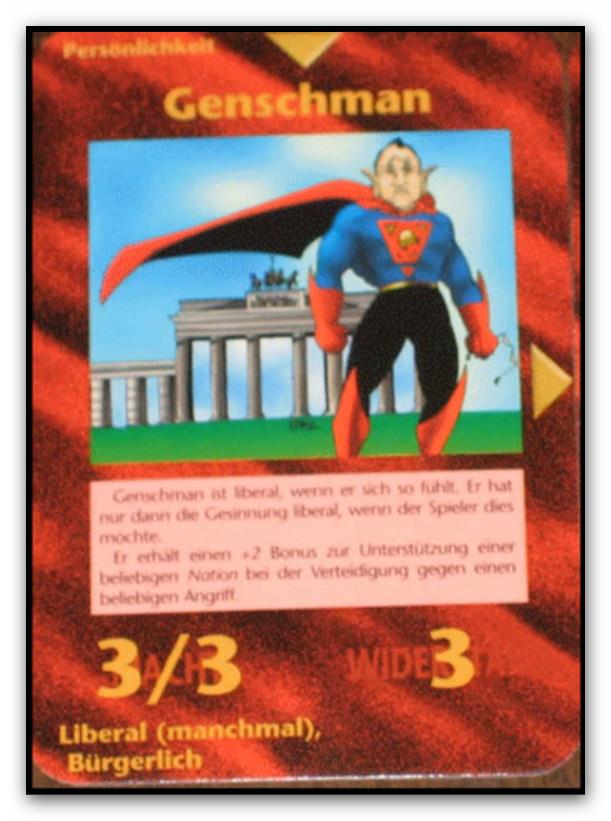 Persönlichkeit
Genschman
Genschman ist liberal, wenn er sich so fühlt. Er hat
nur dann die Gesinnung liberal, wenn der Spieler dies
möchte.
Er erhält einen +2 Bonus zur Unterstützung einer
beliebigen Nation bei der Verteidigung gegen einen
beliebigen Angriff.
3/3
3
Liberal (manchmal),
Bürgerlich